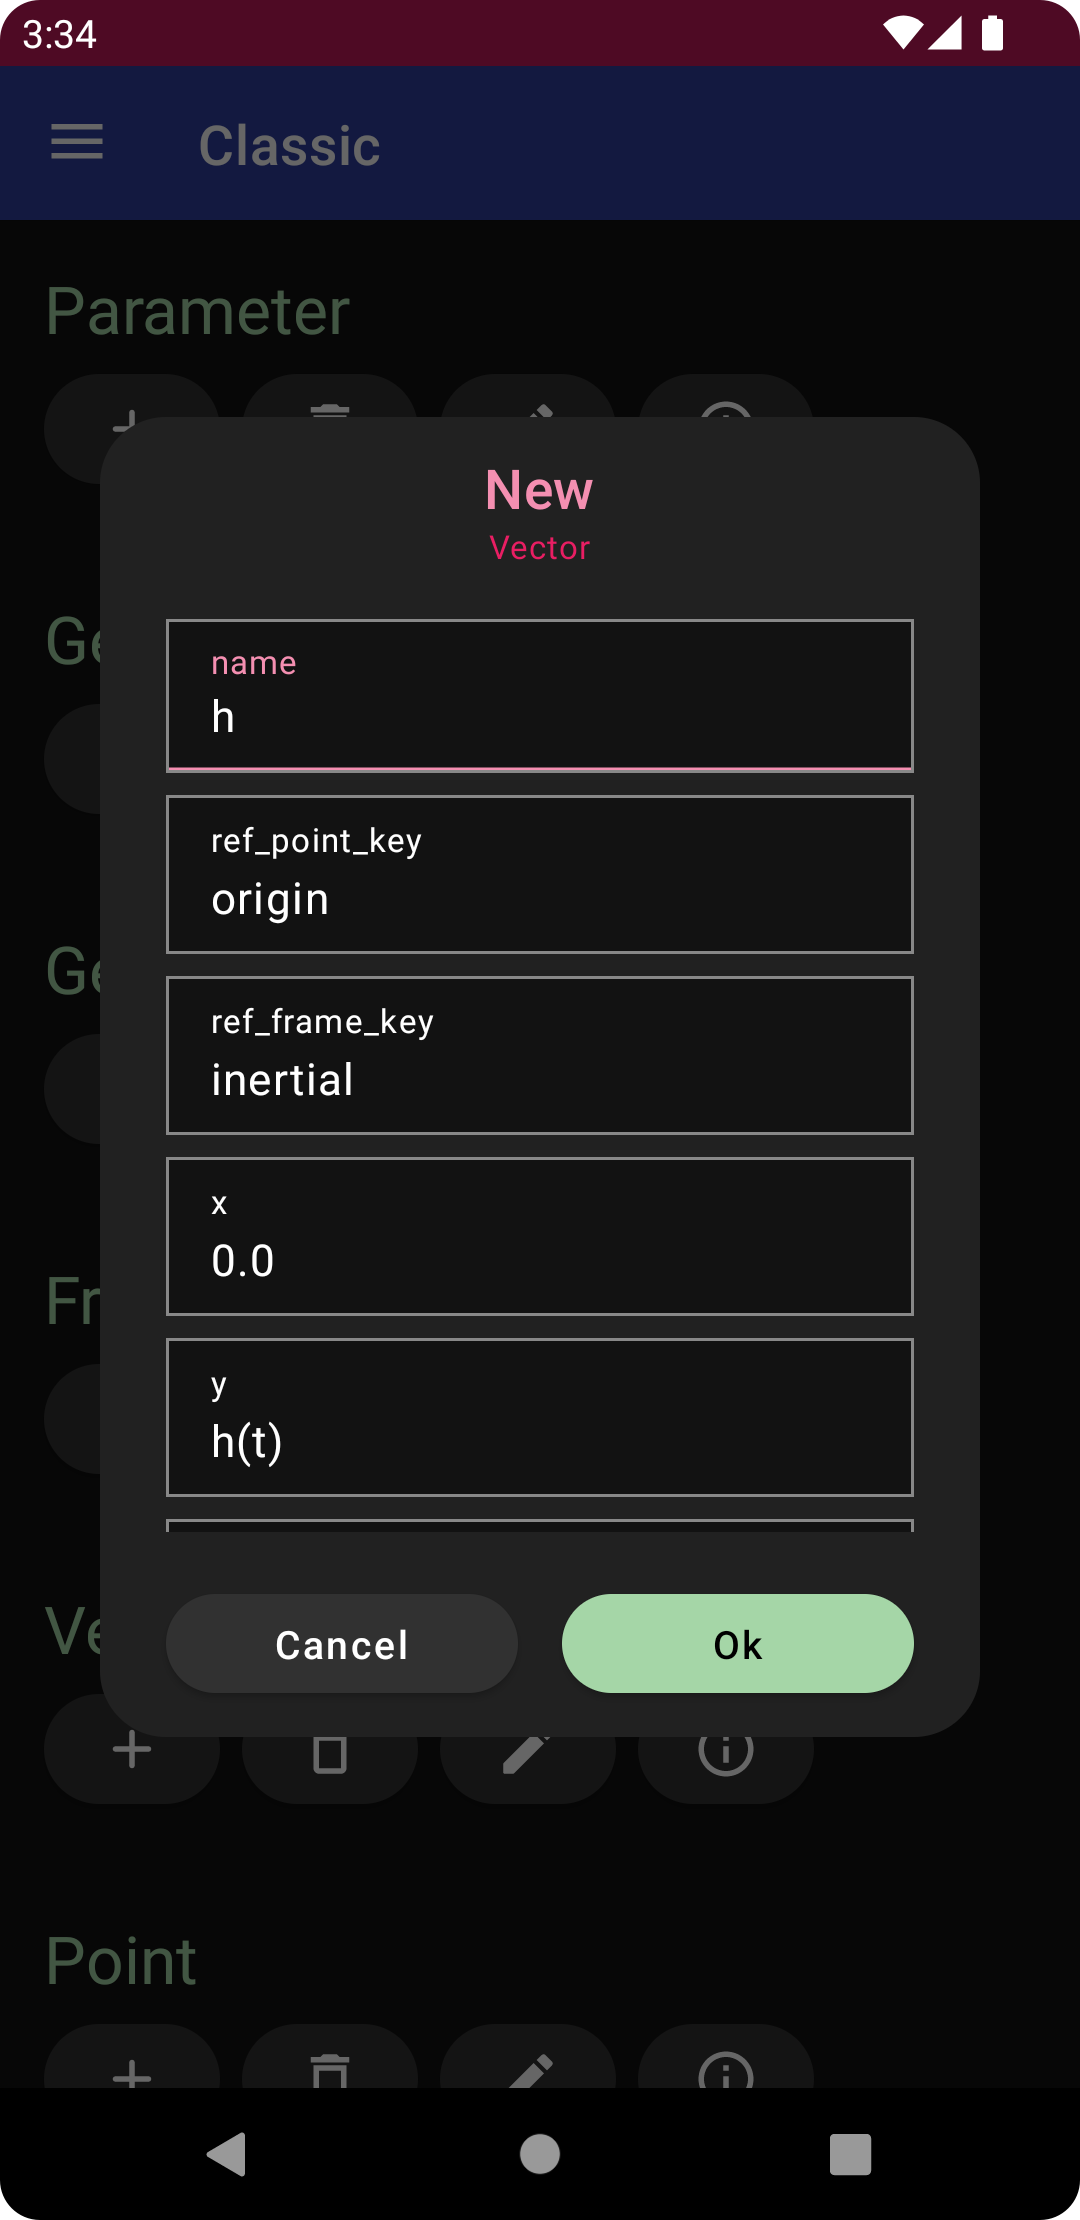 3:34
Classic
Parameter
New
Vector
name
h
ref_point_key
origin
ref_frame_key
inertial
x
0.0
y
h(t)
Cancel
Ok
Ge
Ge
Fr
Ve
Point